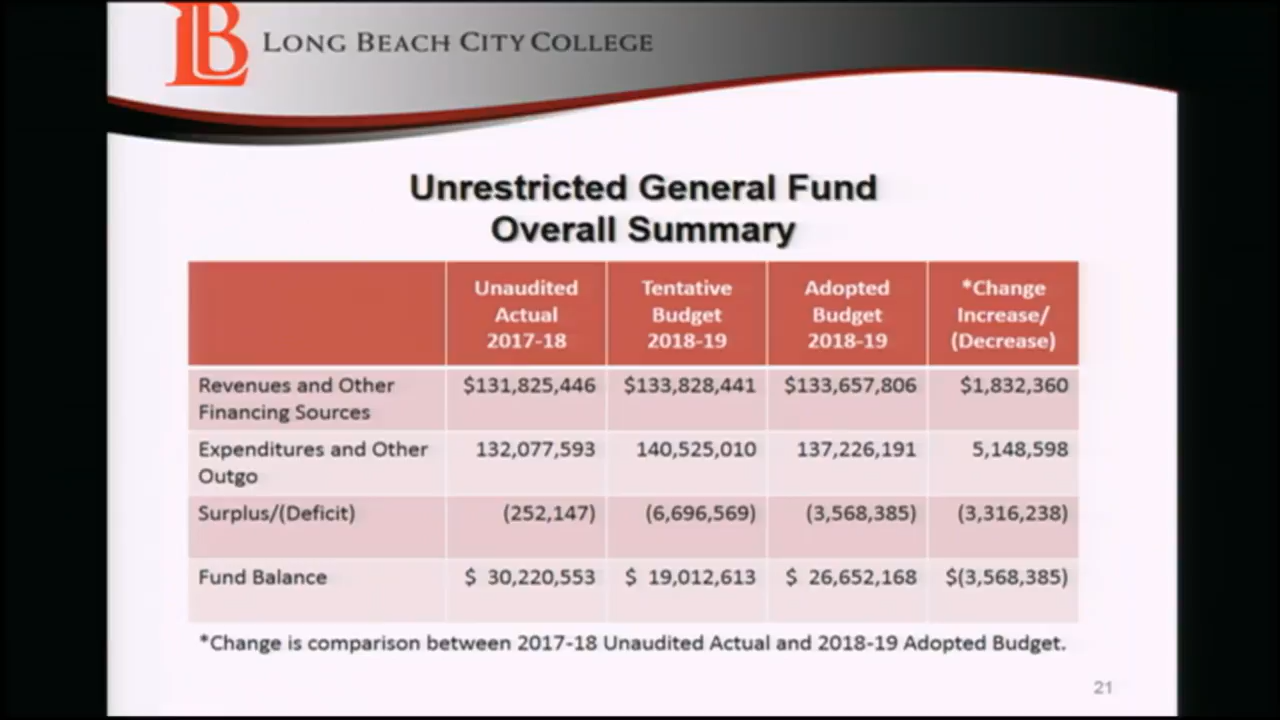 LB LONG BEACH CITY COLLEGE
Unrestricted General Fund
Overall Summary
Unaudited Actual 2017-18 Tentative Budget 2018-19 Adopted Budget 2018-19 *Change Increase/ (Decrease)
Revenues and Other Financing Sources $131,825,446 $133,828,441 $133,657,806 $1,832,360
Expenditures and Other Outgo 132,077,593 140,525,010 137,226,191 5,148,598
Surplus/(Deficit) (252,147) (6,696,569) (3,568,385) (3,316,238)
Fund Balance $ 30,220,553 $ 19,012,613 $ 26,652,168 $(3,568,385)
*Change is comparison between 2017-18 Unaudited Actual and 2018-19 Adopted Budget.
21